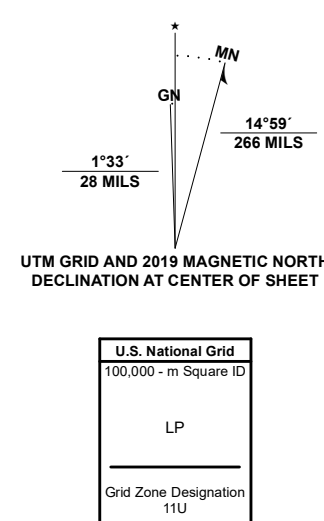 ★
MN
GN
14°59´
266 MILS
1°33´
28 MILS
UTM GRID AND 2019 MAGNETIC NORTH
DECLINATION AT CENTER OF SHEET
U.S. National Grid
100,000 - m Square ID
LP
Grid Zone Designation
11U